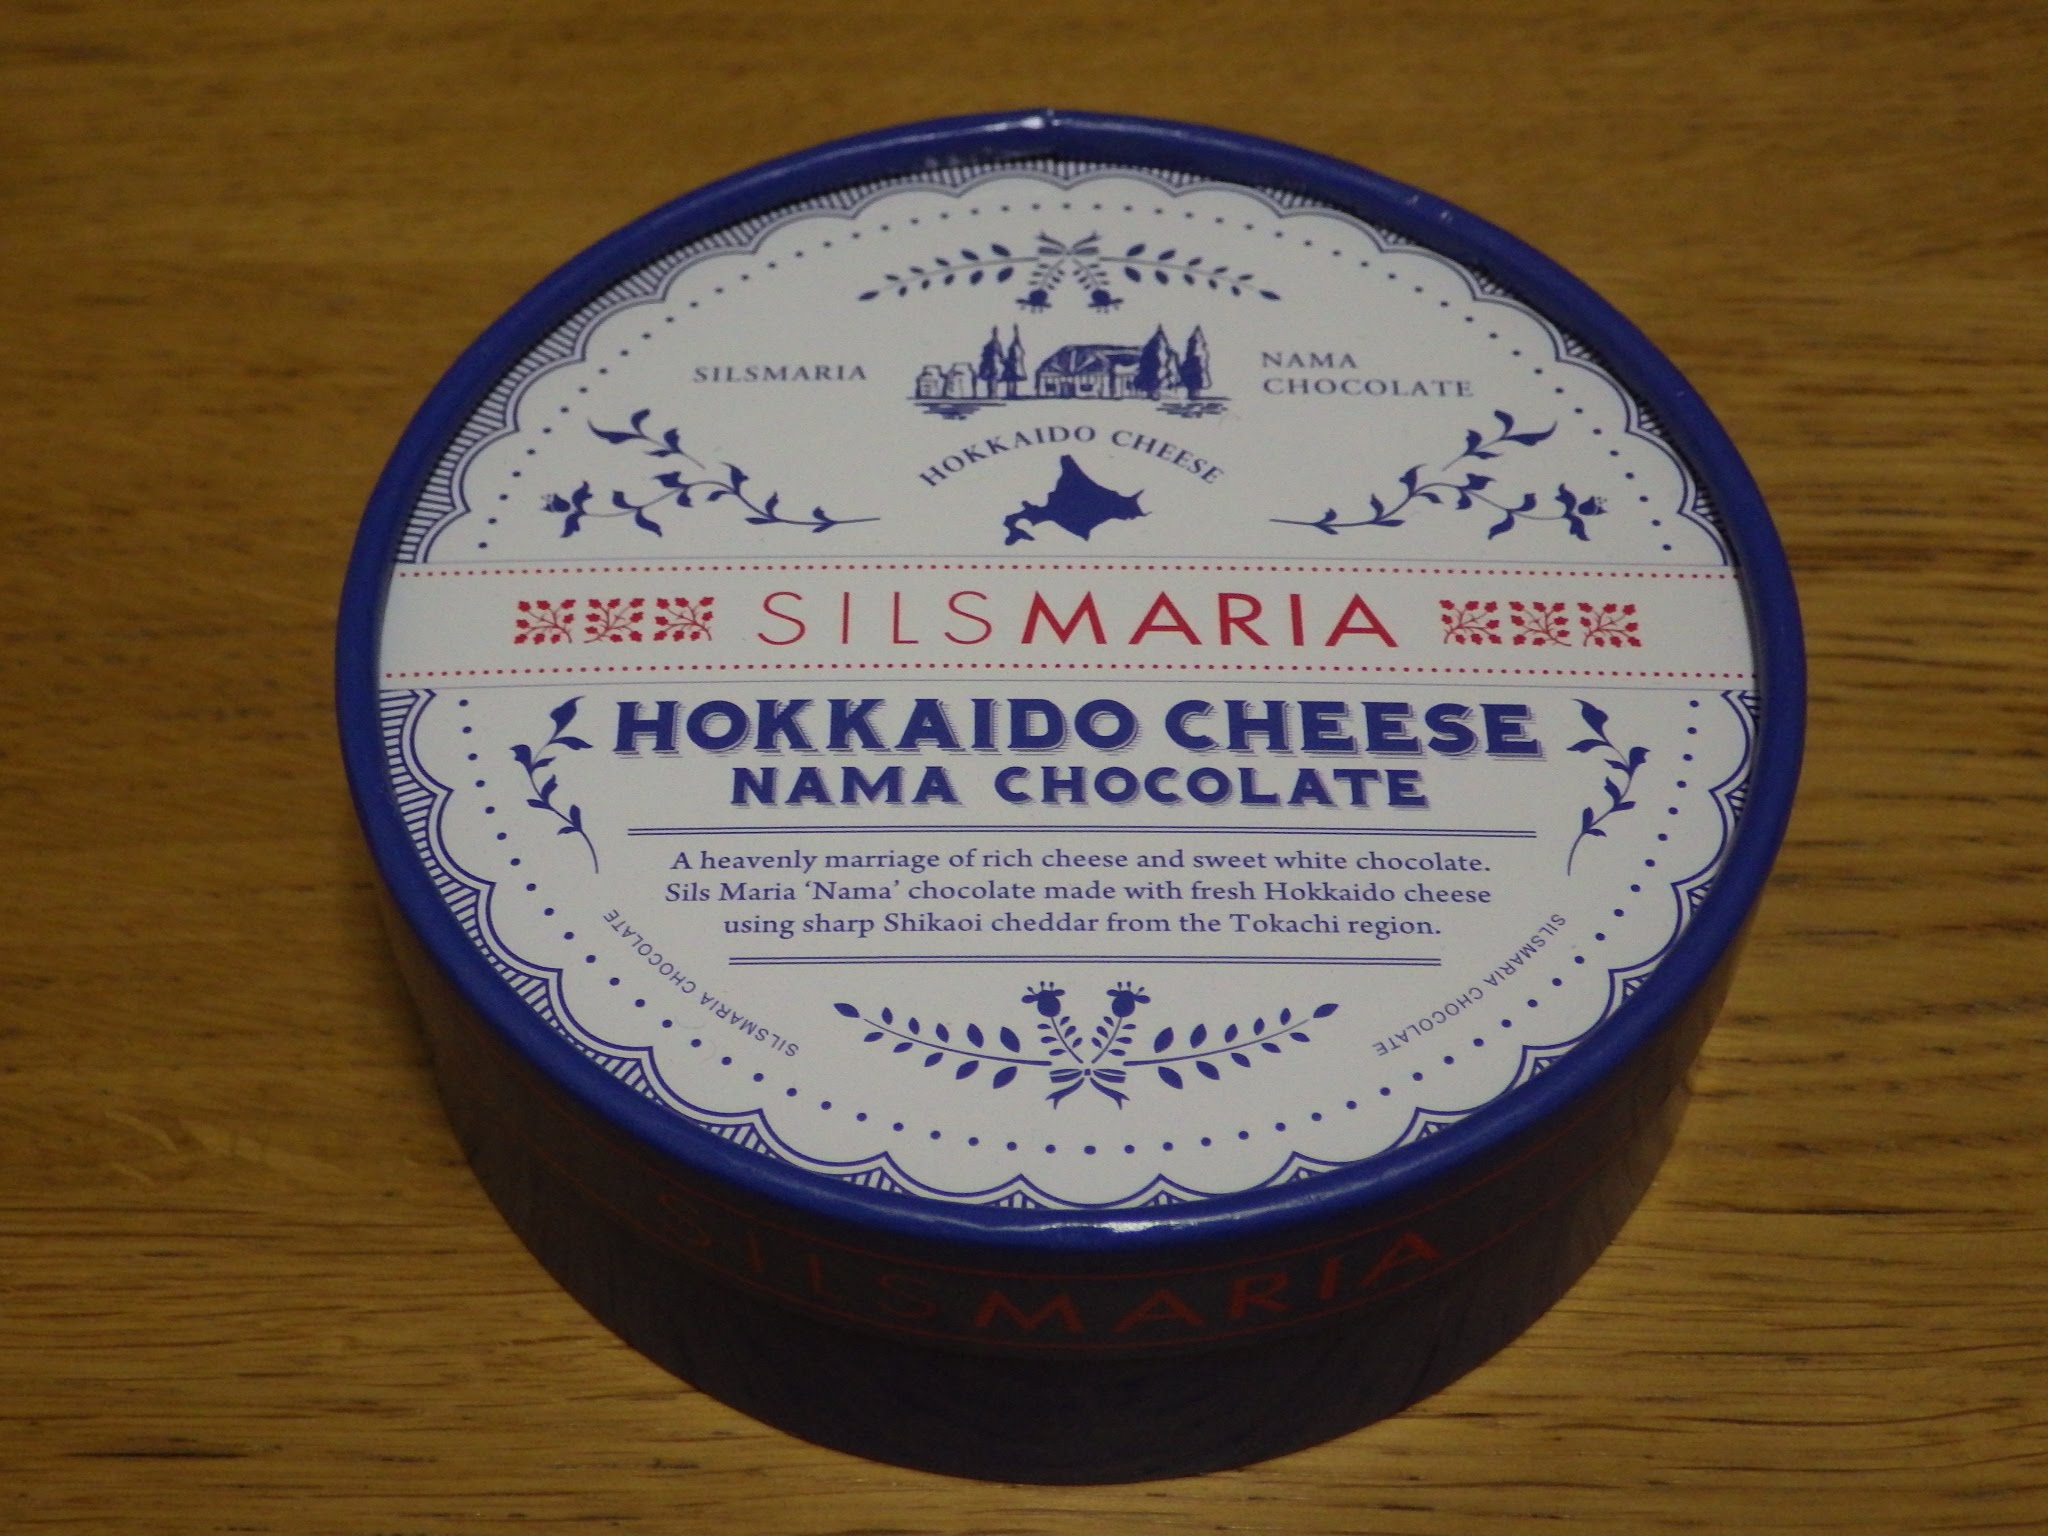 SILSMARIA
NAMA
CHOCOLATE
HOKKAIDO CHEESE
SILSMARIA
HOKKAIDO CHEESE
NAMA CHOCOLATE
A heavenly marriage of rich cheese and sweet white chocolate.
Sils Maria ‘Nama’ chocolate made with fresh Hokkaido cheese
using sharp Shikaoi cheddar from the Tokachi region.
SILSMARIA CHOCOLATE
SILSMARIA CHOCOLATE
SILSMARIA